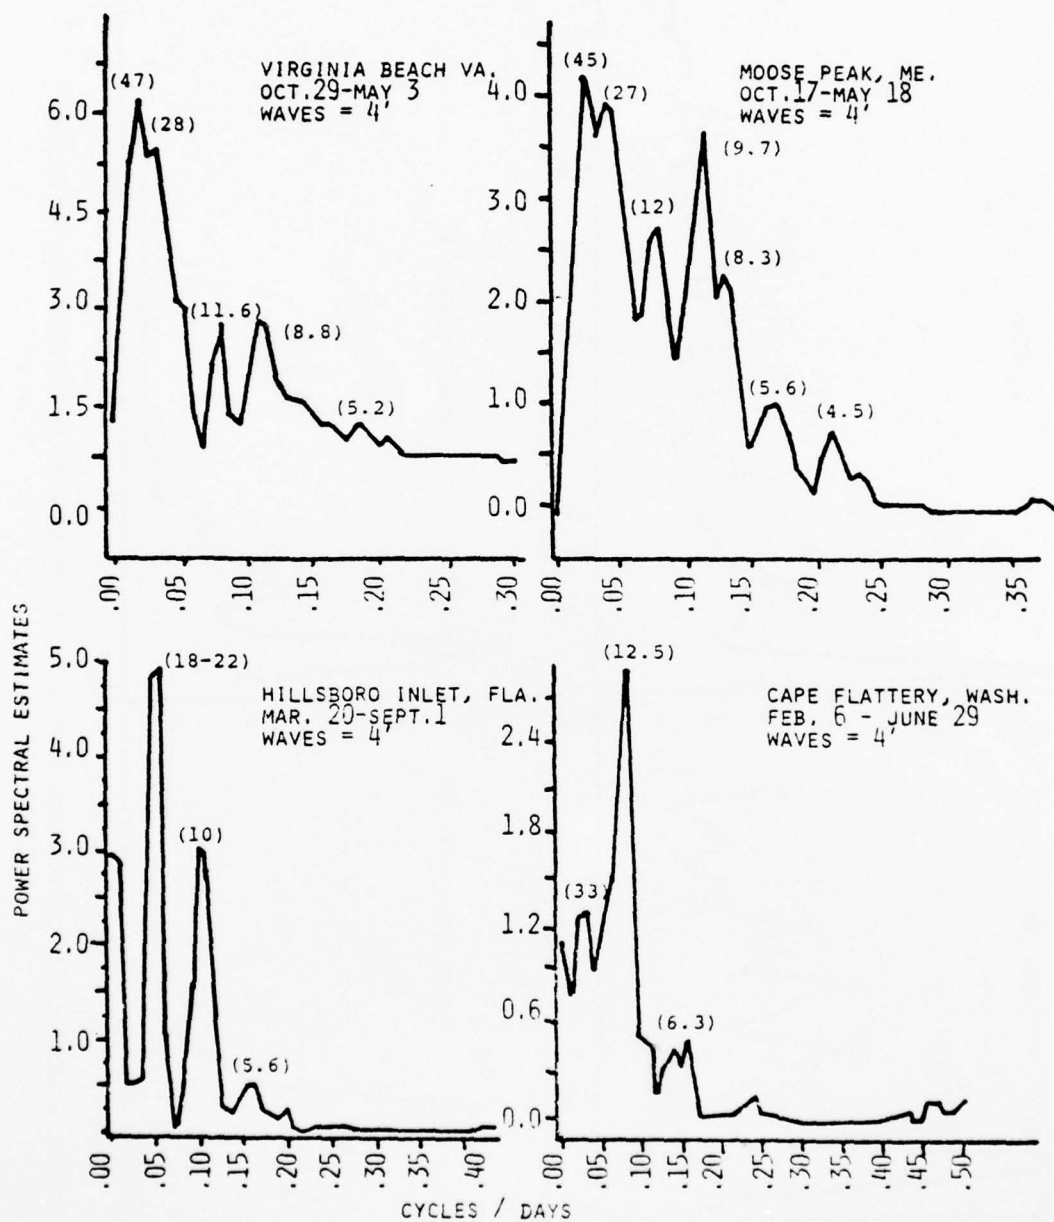 VIRGINIA BEACH VA.
OCT.29-MAY 3
WAVES = 4'
(47)
(28)
(11.6)
(8.8)
(5.2)
6.0
4.5
3.0
1.5
0.0
.00 .05 .10 .15 .20 .25 .30
MOOSE PEAK, ME.
OCT.17-MAY 18
WAVES = 4'
(45)
(27)
(9.7)
(12)
(8.3)
(5.6)
(4.5)
4.0
3.0
2.0
1.0
0.0
.00 .05 .10 .15 .20 .25 .30 .35
POWER SPECTRAL ESTIMATES
HILLSBORO INLET, FLA.
MAR. 20-SEPT.1
WAVES = 4'
(18-22)
(10)
(5.6)
5.0
4.0
3.0
2.0
1.0
.00 .05 .10 .15 .20 .25 .30 .35 .40
CAPE FLATTERY, WASH.
FEB. 6 - JUNE 29
WAVES = 4'
(12.5)
(33)
(6.3)
2.4
1.8
1.2
0.6
0.0
.00 .05 .10 .15 .20 .25 .30 .35 .40 .45 .50
CYCLES / DAYS